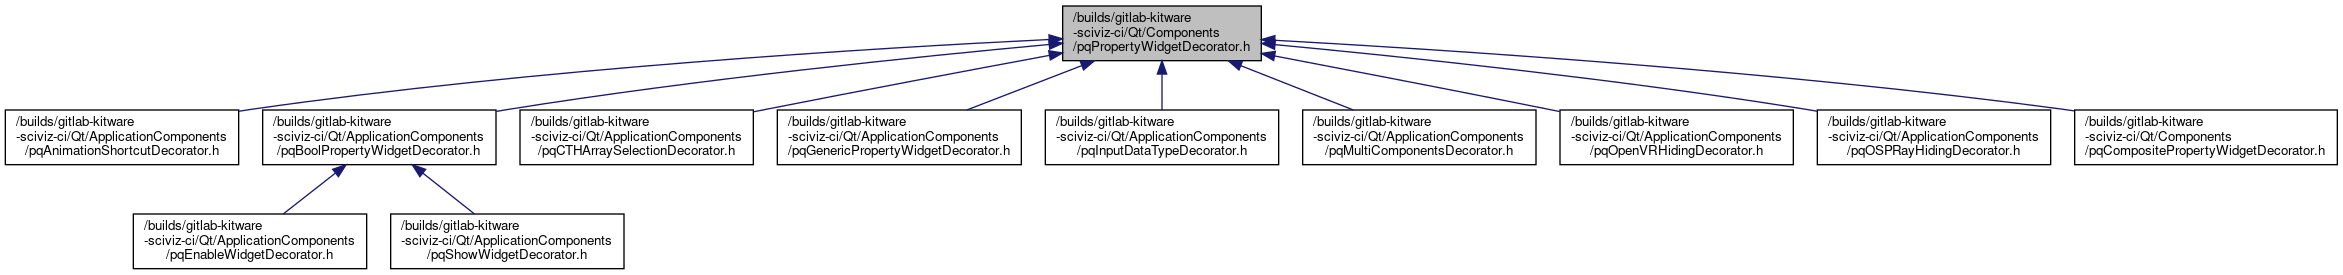 /builds/gitlab-kitware
-sciviz-ci/Qt/Components
/pqPropertyWidgetDecorator.h
/builds/gitlab-kitware
-sciviz-ci/Qt/ApplicationComponents
/pqAnimationShortcutDecorator.h
/builds/gitlab-kitware
-sciviz-ci/Qt/ApplicationComponents
/pqBoolPropertyWidgetDecorator.h
/builds/gitlab-kitware
-sciviz-ci/Qt/ApplicationComponents
/pqCTHArraySelectionDecorator.h
/builds/gitlab-kitware
-sciviz-ci/Qt/ApplicationComponents
/pqGenericPropertyWidgetDecorator.h
/builds/gitlab-kitware
-sciviz-ci/Qt/ApplicationComponents
/pqInputDataTypeDecorator.h
/builds/gitlab-kitware
-sciviz-ci/Qt/ApplicationComponents
/pqMultiComponentsDecorator.h
/builds/gitlab-kitware
-sciviz-ci/Qt/ApplicationComponents
/pqOpenVRHidingDecorator.h
/builds/gitlab-kitware
-sciviz-ci/Qt/ApplicationComponents
/pqOSPRayHidingDecorator.h
/builds/gitlab-kitware
-sciviz-ci/Qt/Components
/pqCompositePropertyWidgetDecorator.h
/builds/gitlab-kitware
-sciviz-ci/Qt/ApplicationComponents
/pqEnableWidgetDecorator.h
/builds/gitlab-kitware
-sciviz-ci/Qt/ApplicationComponents
/pqShowWidgetDecorator.h